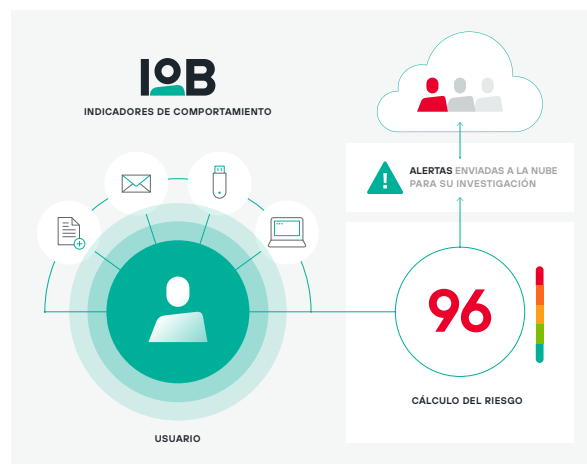 IOB
INDICADORES DE COMPORTAMIENTO
ALERTAS ENVIADAS A LA NUBE
PARA SU INVESTIGACIÓN
!
96
CÁLCULO DEL RIESGO
USUARIO